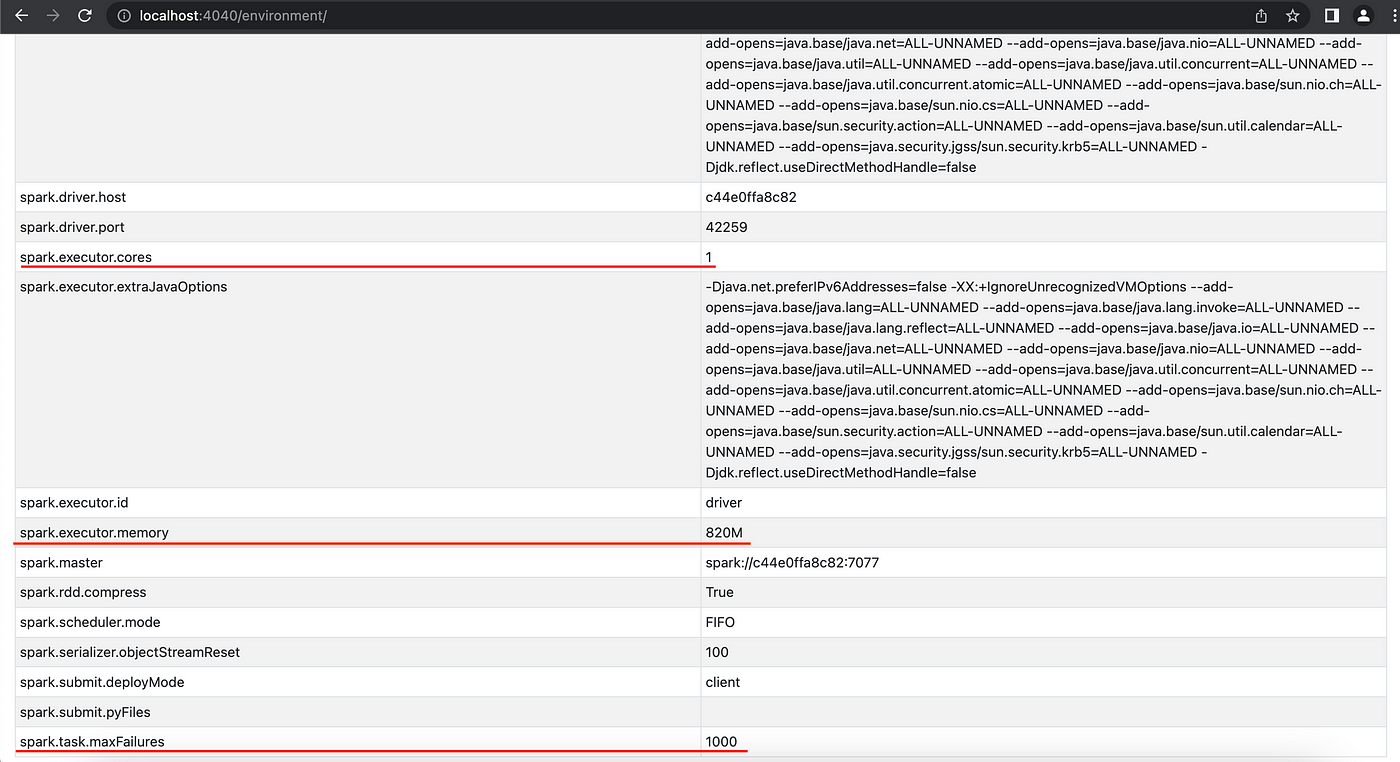 localhost:4040/environment/
add-opens=java.base/java.net=ALL-UNNAMED --add-opens=java.base/java.nio=ALL-UNNAMED --add-
opens=java.base/java.util=ALL-UNNAMED --add-opens=java.base/java.util.concurrent=ALL-UNNAMED --
add-opens=java.base/java.util.concurrent.atomic=ALL-UNNAMED --add-opens=java.base/sun.nio.ch=ALL-
UNNAMED --add-opens=java.base/sun.nio.cs=ALL-UNNAMED --add-
opens=java.base/sun.security.action=ALL-UNNAMED --add-opens=java.base/sun.util.calendar=ALL-
UNNAMED --add-opens=java.security.jgss/sun.security.krb5=ALL-UNNAMED -
Djdk.reflect.useDirectMethodHandle=false
spark.driver.host c44e0ffa8c82
spark.driver.port 42259
spark.executor.cores 1
spark.executor.extraJavaOptions -Djava.net.preferIPv6Addresses=false -XX:+IgnoreUnrecognizedVMOptions --add-
opens=java.base/java.lang=ALL-UNNAMED --add-opens=java.base/java.lang.invoke=ALL-UNNAMED --
add-opens=java.base/java.lang.reflect=ALL-UNNAMED --add-opens=java.base/java.io=ALL-UNNAMED --
add-opens=java.base/java.net=ALL-UNNAMED --add-opens=java.base/java.nio=ALL-UNNAMED --add-
opens=java.base/java.util=ALL-UNNAMED --add-opens=java.base/java.util.concurrent=ALL-UNNAMED --
add-opens=java.base/java.util.concurrent.atomic=ALL-UNNAMED --add-opens=java.base/sun.nio.ch=ALL-
UNNAMED --add-opens=java.base/sun.nio.cs=ALL-UNNAMED --add-
opens=java.base/sun.security.action=ALL-UNNAMED --add-opens=java.base/sun.util.calendar=ALL-
UNNAMED --add-opens=java.security.jgss/sun.security.krb5=ALL-UNNAMED -
Djdk.reflect.useDirectMethodHandle=false
spark.executor.id driver
spark.executor.memory 820M
spark.master spark://c44e0ffa8c82:7077
spark.rdd.compress True
spark.scheduler.mode FIFO
spark.serializer.objectStreamReset 100
spark.submit.deployMode client
spark.submit.pyFiles
spark.task.maxFailures 1000